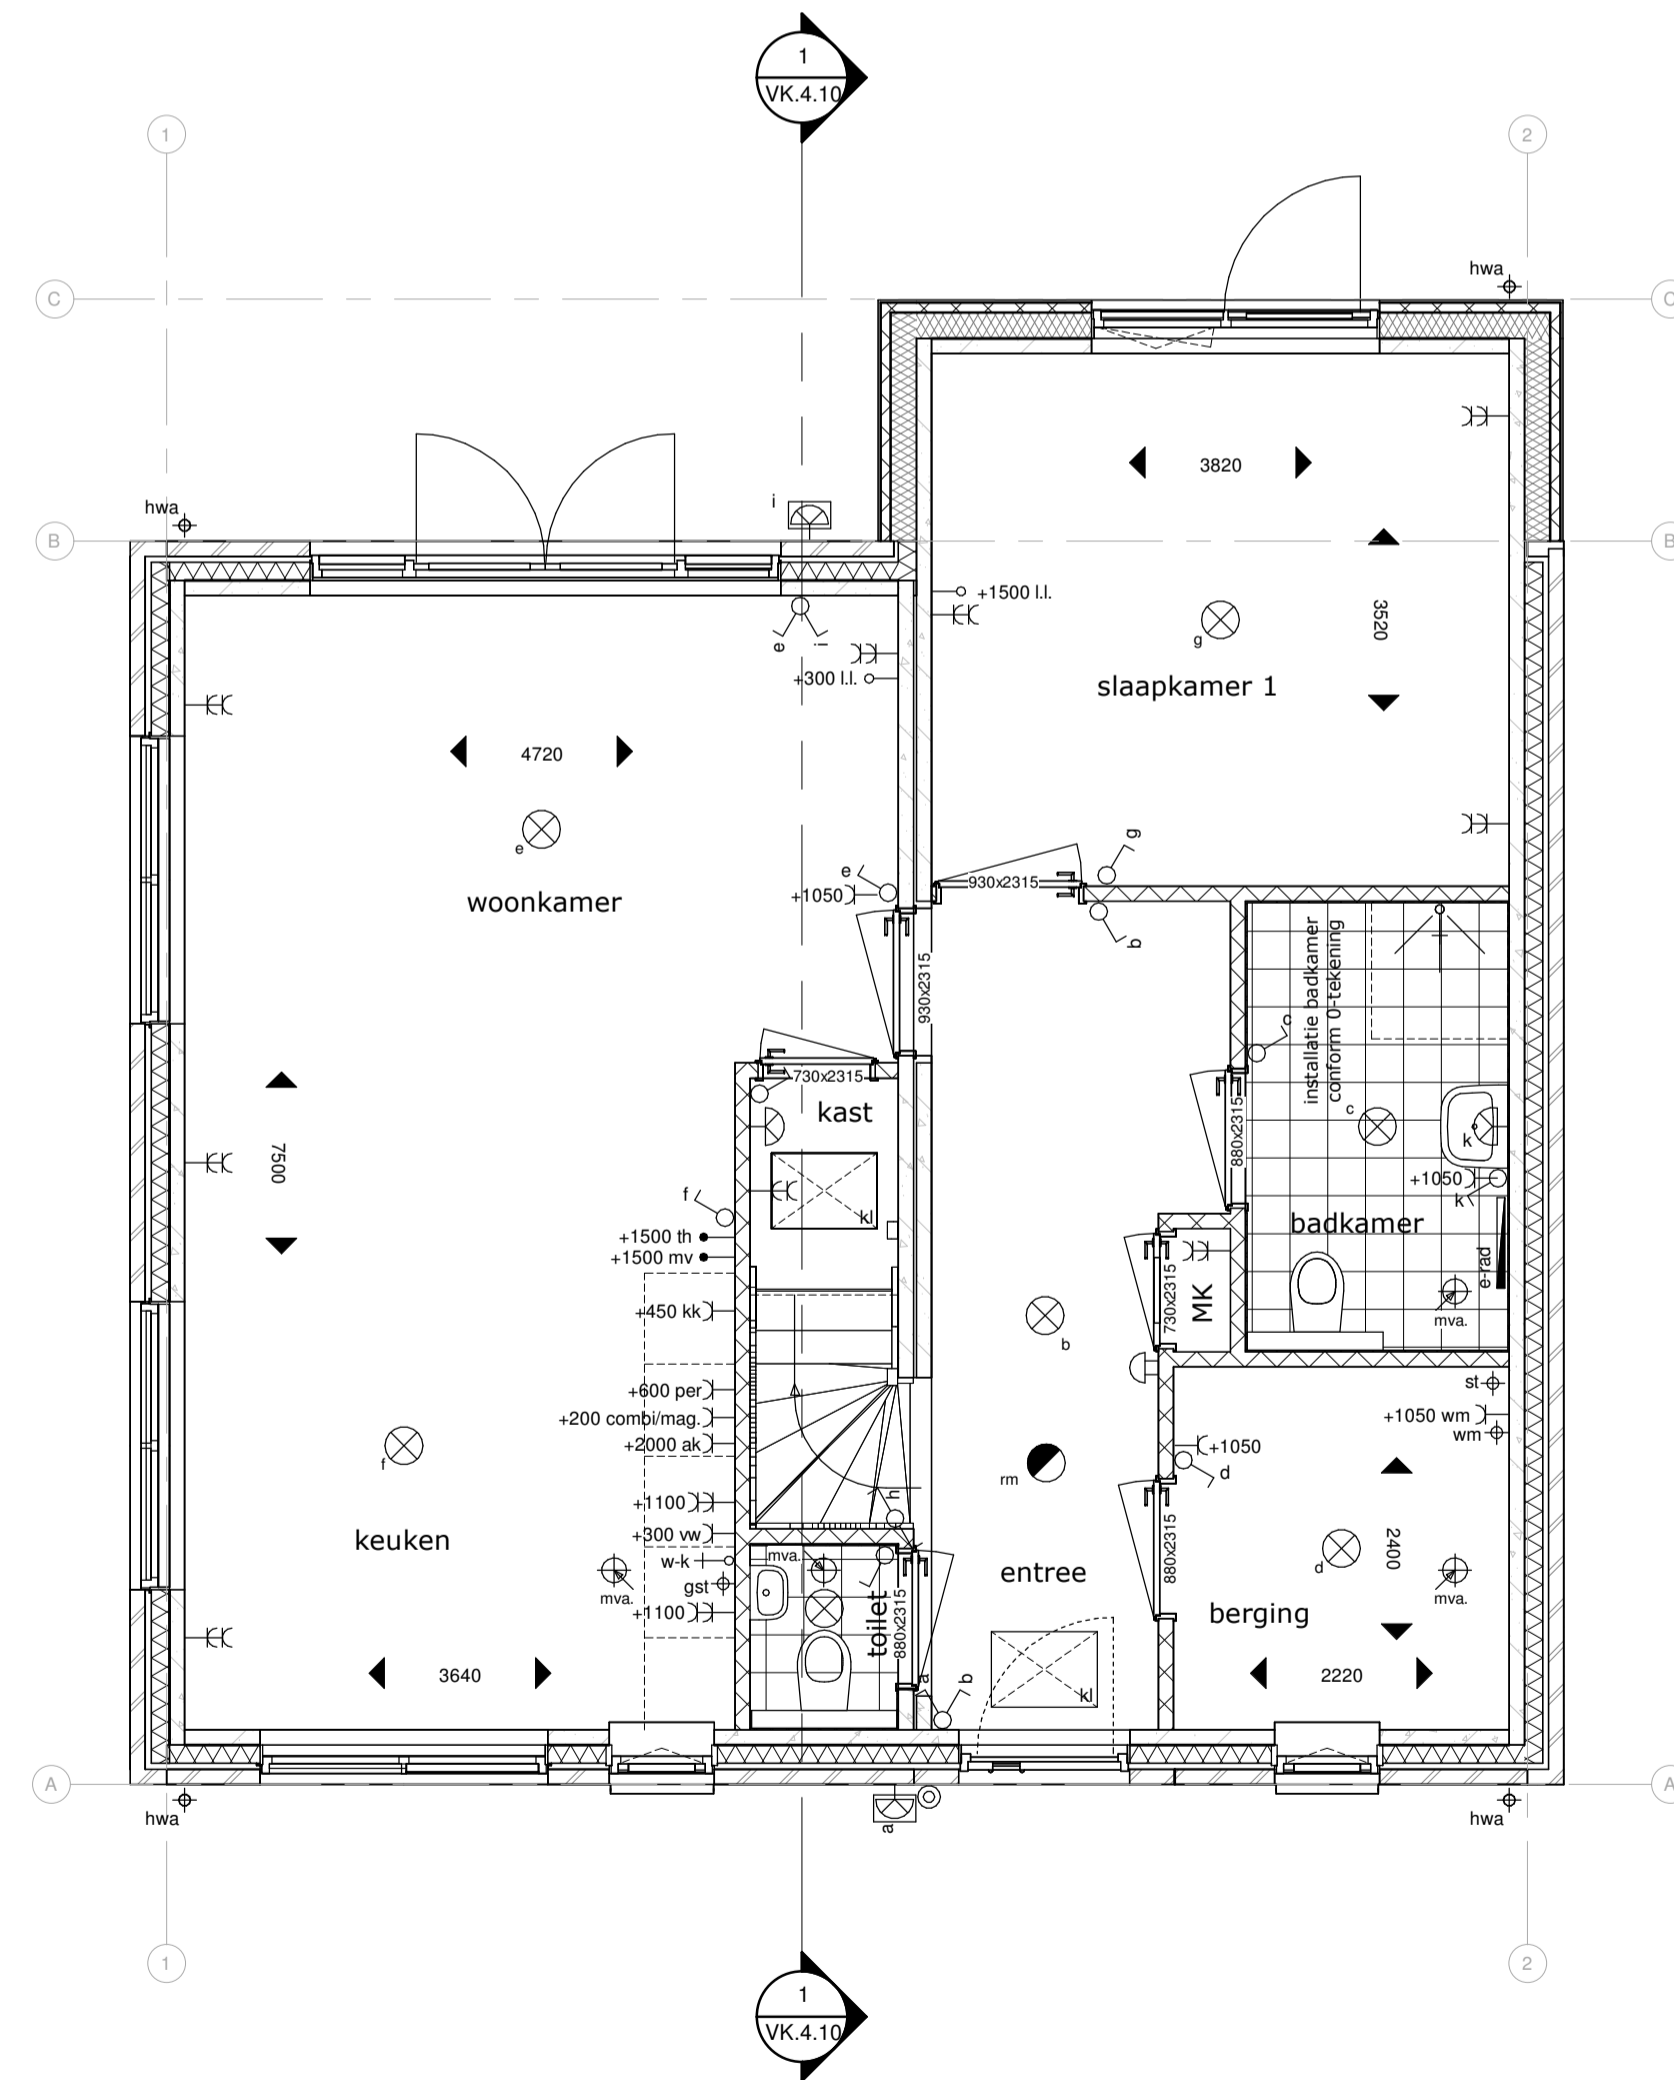 1
VK.4.10
1
2
hwa
C
C
hwa
i
B
B
3820
+1500 l.l.
3520
g
e
i
+300 l.l.
slaapkamer 1
4720
e
woonkamer
g
e
+1050
930x2315
b
930x2315
installatie badkamer
conform 0-tekening
c
730x2315
kast
c
880x2315
k
7500
+1050
k
f
kl
badkamer
+1500 th
+1500 mv
e-rad
730x2315
MK
+450 kk
mva.
b
+600 per
st
+200 combi/mag.
+1050 wm
wm
+2000 ak
+1050
f
rm
d
h
+1100
+300 vw
keuken
w-k
mva.
880x2315
2400
gst
entree
d
mva.
mva.
+1100
toilet
880x2315
berging
3640
2220
a
b
kl
A
A
hwa
a
hwa
1
2
1
VK.4.10